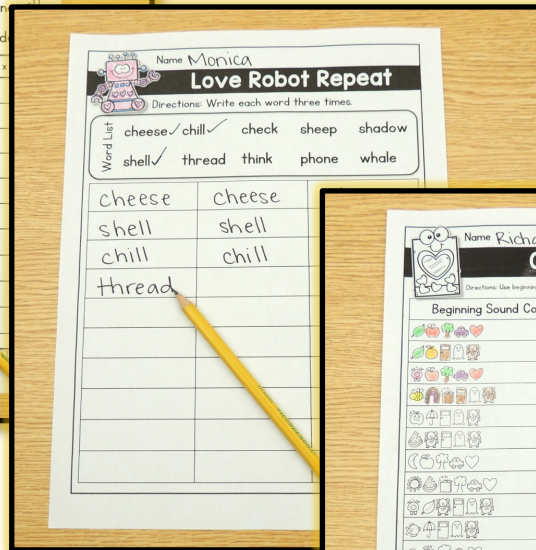 Name Monica
Love Robot Repeat
Directions: Write each word three times.
Word List
cheese✓ chill✓ check sheep shadow
shell✓ thread think phone whale
cheese cheese
shell shell
chill chill
thread
Name Richa
Directions: Use beginnin
Beginning Sound Co